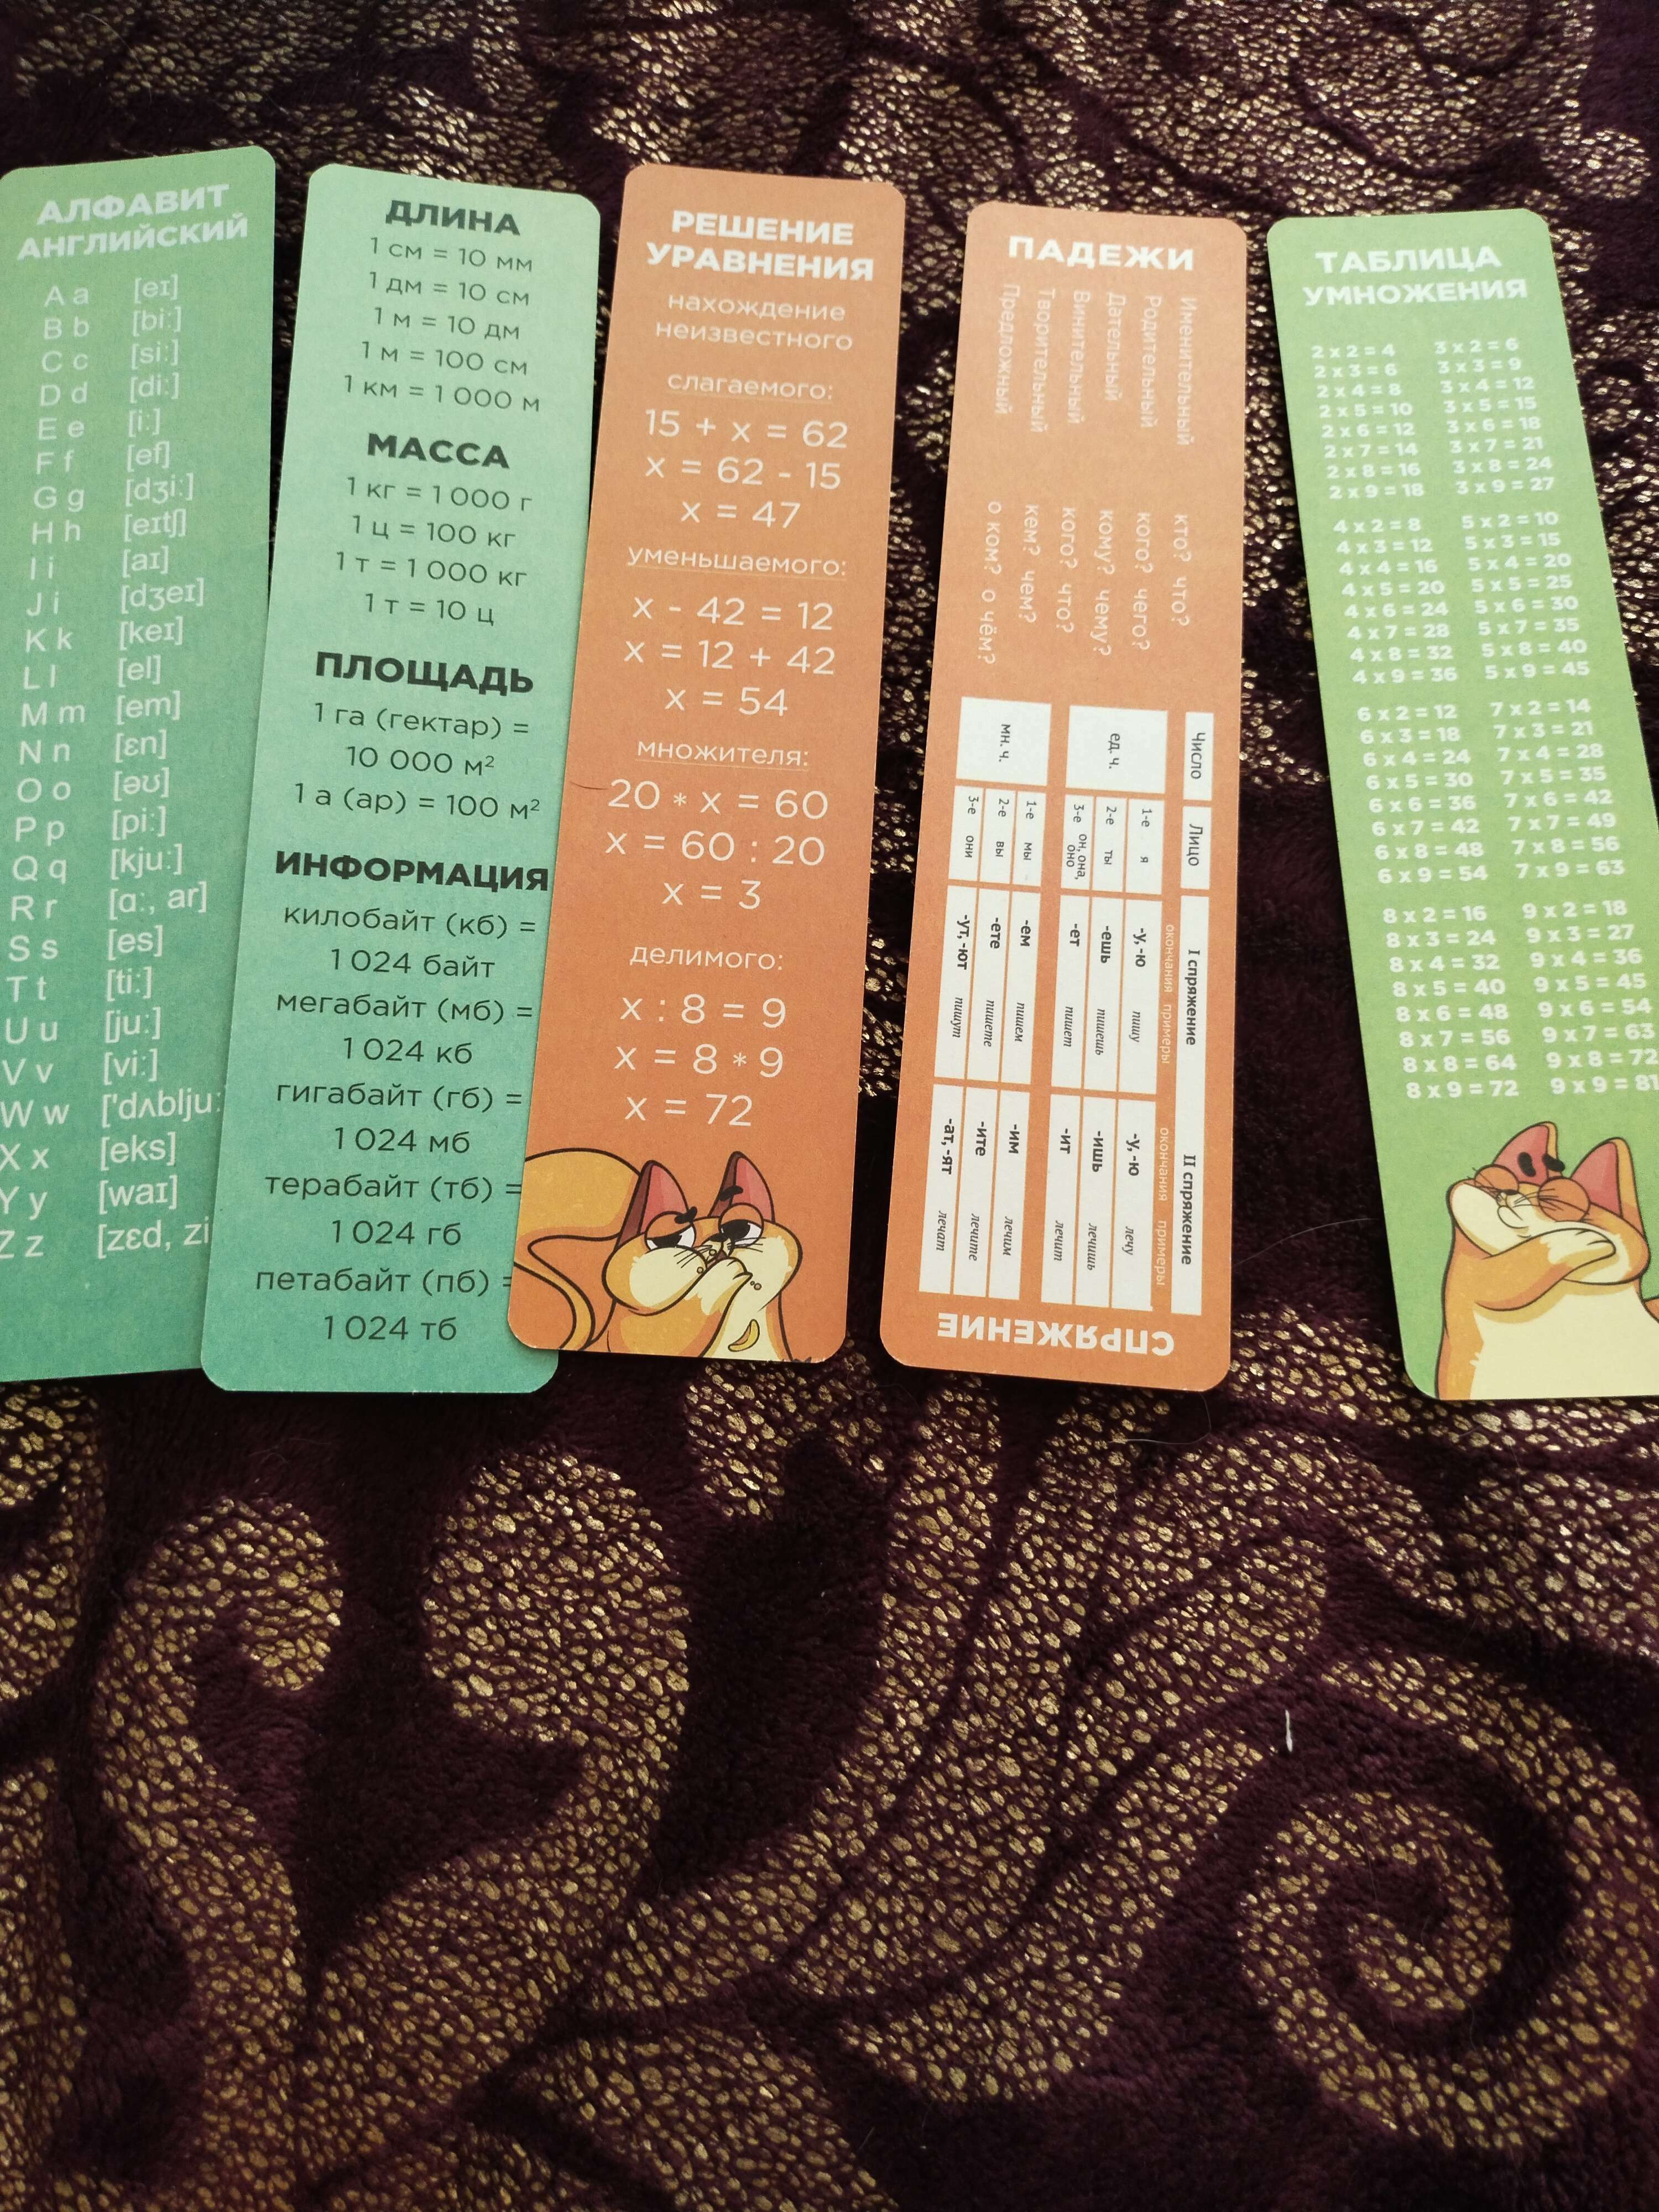 АЛФАВИТ
АНГЛИЙСКИЙ
A a [eɪ]
B b [bi:]
C c [si:]
D d [di:]
E e [i:]
F f [ef]
G g [dʒi:]
H h [eɪtʃ]
I i [aɪ]
J i [dʒeɪ]
K k [keɪ]
L l [el]
M m [em]
N n [ɛn]
O o [əʊ]
P p [pi:]
Q q [kju:]
R r [ɑ:, ar]
S s [es]
T t [ti:]
U u [ju:]
V v [vi:]
W w ['dʌblju:
X x [eks]
Y y [waɪ]
Z z [zɛd, zi
ДЛИНА
1 см = 10 мм
1 дм = 10 см
1 м = 10 дм
1 м = 100 см
1 км = 1 000 м
МАССА
1 кг = 1 000 г
1 ц = 100 кг
1 т = 1 000 кг
1 т = 10 ц
ПЛОЩАДЬ
1 га (гектар) =
10 000 м²
1 а (ар) = 100 м²
ИНФОРМАЦИЯ
килобайт (кб) =
1 024 байт
мегабайт (мб) =
1 024 кб
гигабайт (гб) =
1 024 мб
терабайт (тб) =
1 024 гб
петабайт (пб) =
1 024 тб
РЕШЕНИЕ
УРАВНЕНИЯ
нахождение
неизвестного
слагаемого:
15 + x = 62
x = 62 - 15
x = 47
уменьшаемого:
x - 42 = 12
x = 12 + 42
x = 54
множителя:
20 * x = 60
x = 60 : 20
x = 3
делимого:
x : 8 = 9
x = 8 * 9
x = 72
ПАДЕЖИ
Именительный кто? что?
Родительный кого? чего?
Дательный кому? чему?
Винительный кого? что?
Творительный кем? чем?
Предложный о ком? о чём?
СПРЯЖЕНИЕ
Число Лицо I спряжение II спряжение
окончания примеры окончания примеры
ед. ч. 1-е я -у, -ю пишу -у, -ю лечу
2-е ты -ешь пишешь -ишь лечишь
3-е он, она, оно -ет пишет -ит лечит
мн. ч. 1-е мы -ем пишем -им лечим
2-е вы -ете пишете -ите лечите
3-е они -ут, -ют пишут -ат, -ят лечат
ТАБЛИЦА
УМНОЖЕНИЯ
2 x 2 = 4 3 x 2 = 6
2 x 3 = 6 3 x 3 = 9
2 x 4 = 8 3 x 4 = 12
2 x 5 = 10 3 x 5 = 15
2 x 6 = 12 3 x 6 = 18
2 x 7 = 14 3 x 7 = 21
2 x 8 = 16 3 x 8 = 24
2 x 9 = 18 3 x 9 = 27
4 x 2 = 8 5 x 2 = 10
4 x 3 = 12 5 x 3 = 15
4 x 4 = 16 5 x 4 = 20
4 x 5 = 20 5 x 5 = 25
4 x 6 = 24 5 x 6 = 30
4 x 7 = 28 5 x 7 = 35
4 x 8 = 32 5 x 8 = 40
4 x 9 = 36 5 x 9 = 45
6 x 2 = 12 7 x 2 = 14
6 x 3 = 18 7 x 3 = 21
6 x 4 = 24 7 x 4 = 28
6 x 5 = 30 7 x 5 = 35
6 x 6 = 36 7 x 6 = 42
6 x 7 = 42 7 x 7 = 49
6 x 8 = 48 7 x 8 = 56
6 x 9 = 54 7 x 9 = 63
8 x 2 = 16 9 x 2 = 18
8 x 3 = 24 9 x 3 = 27
8 x 4 = 32 9 x 4 = 36
8 x 5 = 40 9 x 5 = 45
8 x 6 = 48 9 x 6 = 54
8 x 7 = 56 9 x 7 = 63
8 x 8 = 64 9 x 8 = 72
8 x 9 = 72 9 x 9 = 81